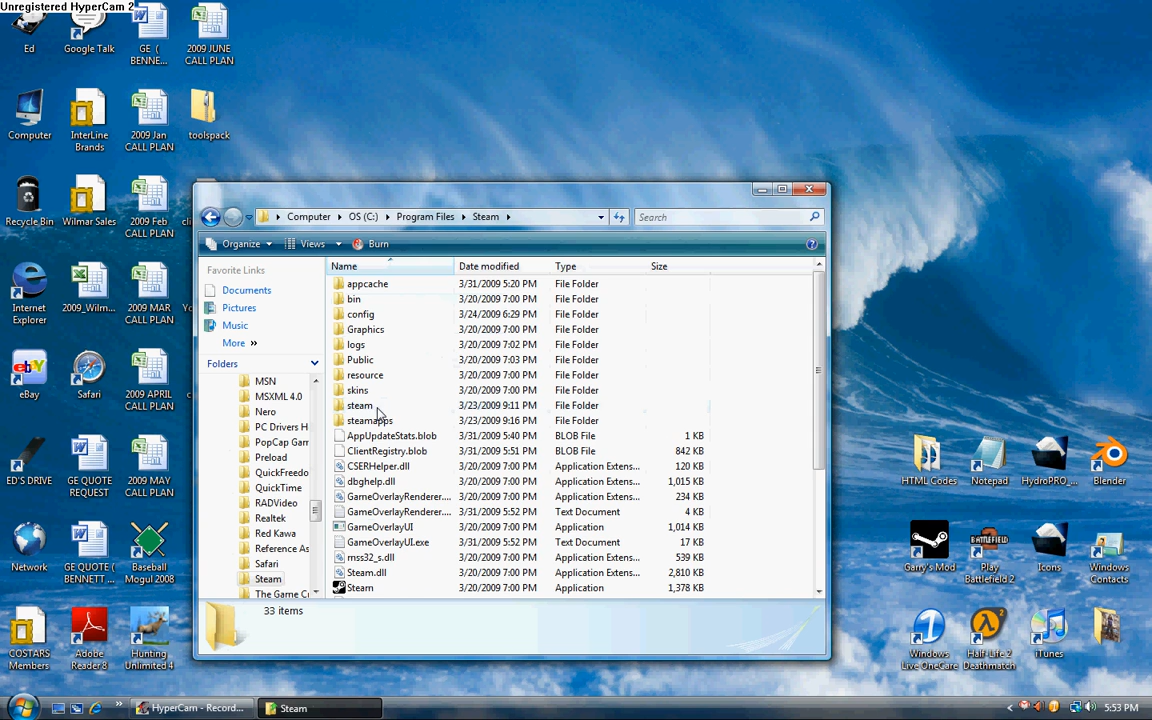 Unregistered HyperCam 2
Ed
Google Talk
GE (
BENNE...
2009 JUNE
CALL PLAN
Computer
InterLine
Brands
2009 Jan
CALL PLAN
toolspack
Recycle Bin
Wilmar Sales
2009 Feb
CALL PLAN
Internet
Explorer
2009_Wilm...
2009 MAR
CALL PLAN
eBay
Safari
2009 APRIL
CALL PLAN
ED'S DRIVE
GE QUOTE
REQUEST
2009 MAY
CALL PLAN
Network
GE QUOTE (
BENNETT ...
Baseball
Mogul 2008
COSTARS
Members
Adobe
Reader 8
Hunting
Unlimited 4
Computer OS (C:) Program Files Steam
Search
Organize Views Burn
Favorite Links
Documents
Pictures
Music
More »
Folders
MSN
MSXML 4.0
Nero
PC Drivers H
PopCap Gam
Preload
QuickFreedo
QuickTime
RADVideo
Realtek
Red Kawa
Reference As
Safari
Steam
The Game Cr
Name Date modified Type Size
appcache 3/31/2009 5:20 PM File Folder
bin 3/20/2009 7:00 PM File Folder
config 3/24/2009 6:29 PM File Folder
Graphics 3/20/2009 7:00 PM File Folder
logs 3/20/2009 7:02 PM File Folder
Public 3/20/2009 7:03 PM File Folder
resource 3/20/2009 7:00 PM File Folder
skins 3/20/2009 7:00 PM File Folder
steam 3/23/2009 9:11 PM File Folder
steamapps 3/23/2009 9:16 PM File Folder
AppUpdateStats.blob 3/31/2009 5:40 PM BLOB File 1 KB
ClientRegistry.blob 3/31/2009 5:51 PM BLOB File 842 KB
CSERHelper.dll 3/20/2009 7:00 PM Application Extens... 120 KB
dbghelp.dll 3/20/2009 7:00 PM Application Extens... 1,015 KB
GameOverlayRenderer.... 3/20/2009 7:00 PM Application Extens... 234 KB
GameOverlayRenderer.... 3/31/2009 5:52 PM Text Document 4 KB
GameOverlayUI 3/20/2009 7:00 PM Application 1,014 KB
GameOverlayUI.exe 3/31/2009 5:52 PM Text Document 17 KB
mss32_s.dll 3/20/2009 7:00 PM Application Extens... 539 KB
Steam.dll 3/20/2009 7:00 PM Application Extens... 2,810 KB
Steam 3/20/2009 7:00 PM Application 1,378 KB
33 items
HTML Codes
Notepad
HydroPRO_...
Blender
Garry's Mod
Play
Battlefield 2
Icons
Windows
Contacts
Windows
Live OneCare
Half-Life 2
Deathmatch
iTunes
HyperCam - Record...
Steam
5:53 PM